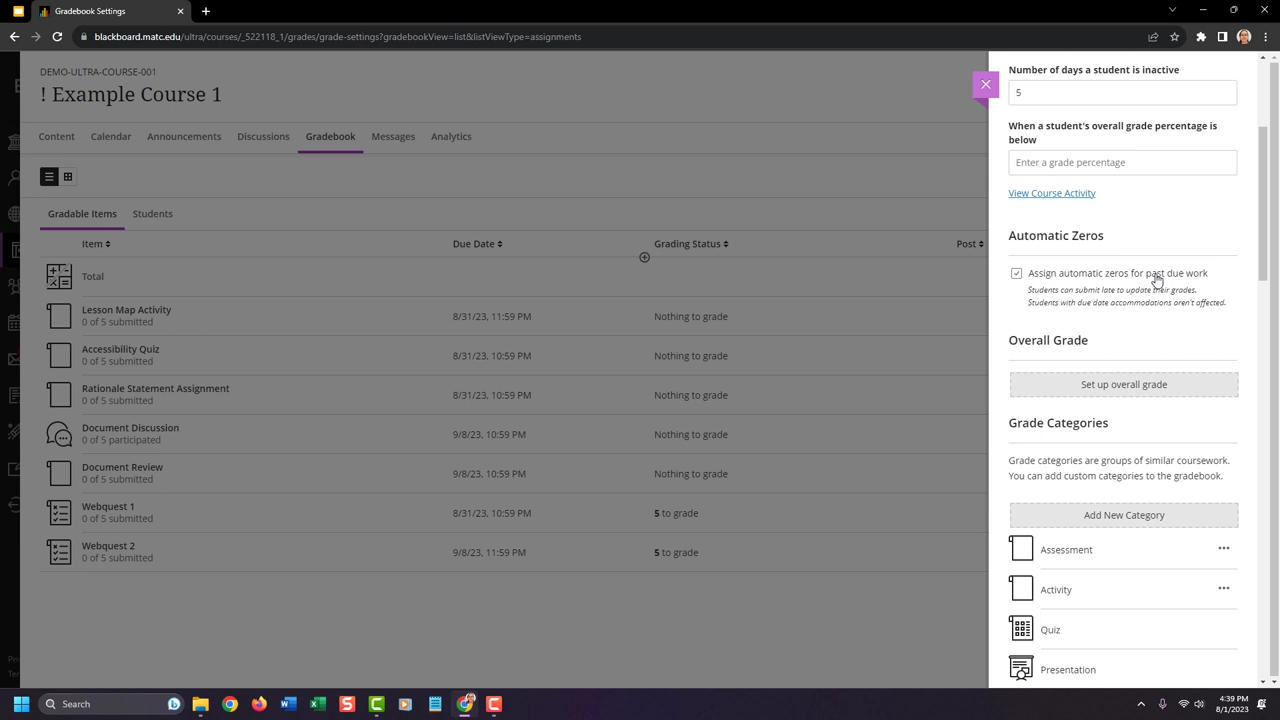 Gradebook Settings
blackboard.matc.edu/ultra/courses/_522118_1/grades/grade-settings?gradebookView=list&listViewType=assignments
DEMO-ULTRA-COURSE-001
! Example Course 1
Content
Calendar
Announcements
Discussions
Gradebook
Messages
Analytics
Gradable Items
Students
Item
Due Date
Grading Status
Post
Total
Lesson Map Activity
0 of 5 submitted
8/31/23, 11:59 PM
Nothing to grade
Accessibility Quiz
0 of 5 submitted
8/31/23, 10:59 PM
Nothing to grade
Rationale Statement Assignment
0 of 5 submitted
8/31/23, 10:59 PM
Nothing to grade
Document Discussion
0 of 5 participated
9/8/23, 10:59 PM
Nothing to grade
Document Review
0 of 5 submitted
9/8/23, 10:59 PM
Nothing to grade
Webquest 1
0 of 5 submitted
8/31/23, 10:59 PM
5 to grade
Webquest 2
0 of 5 submitted
9/8/23, 11:59 PM
5 to grade
Number of days a student is inactive
5
When a student's overall grade percentage is
below
Enter a grade percentage
View Course Activity
Automatic Zeros
Assign automatic zeros for past due work
Students can submit late to update their grades.
Students with due date accommodations aren't affected.
Overall Grade
Set up overall grade
Grade Categories
Grade categories are groups of similar coursework.
You can add custom categories to the gradebook.
Add New Category
Assessment
Activity
Quiz
Presentation
Search
4:39 PM
8/1/2023